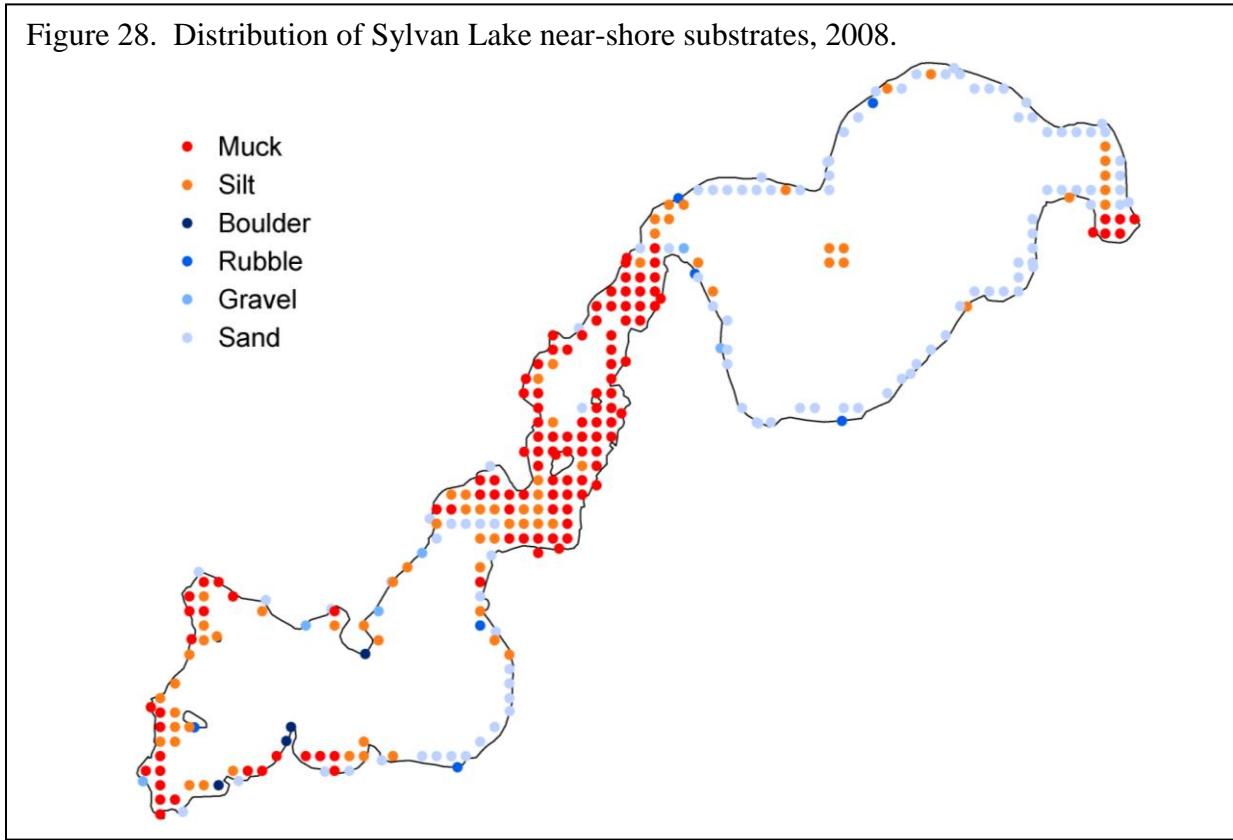 Figure 28.  Distribution of Sylvan Lake near-shore substrates, 2008.
Muck
Silt
Boulder
Rubble
Gravel
Sand